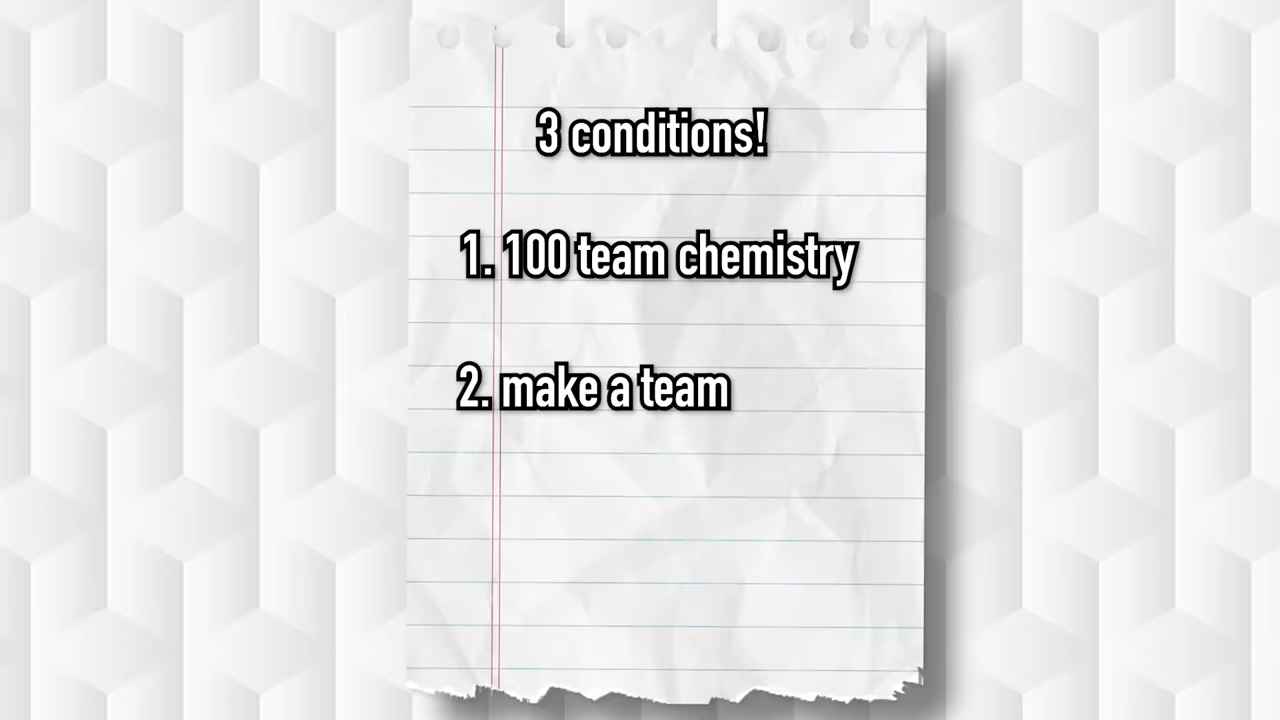 3 conditions!
1. 100 team chemistry
2. make a team